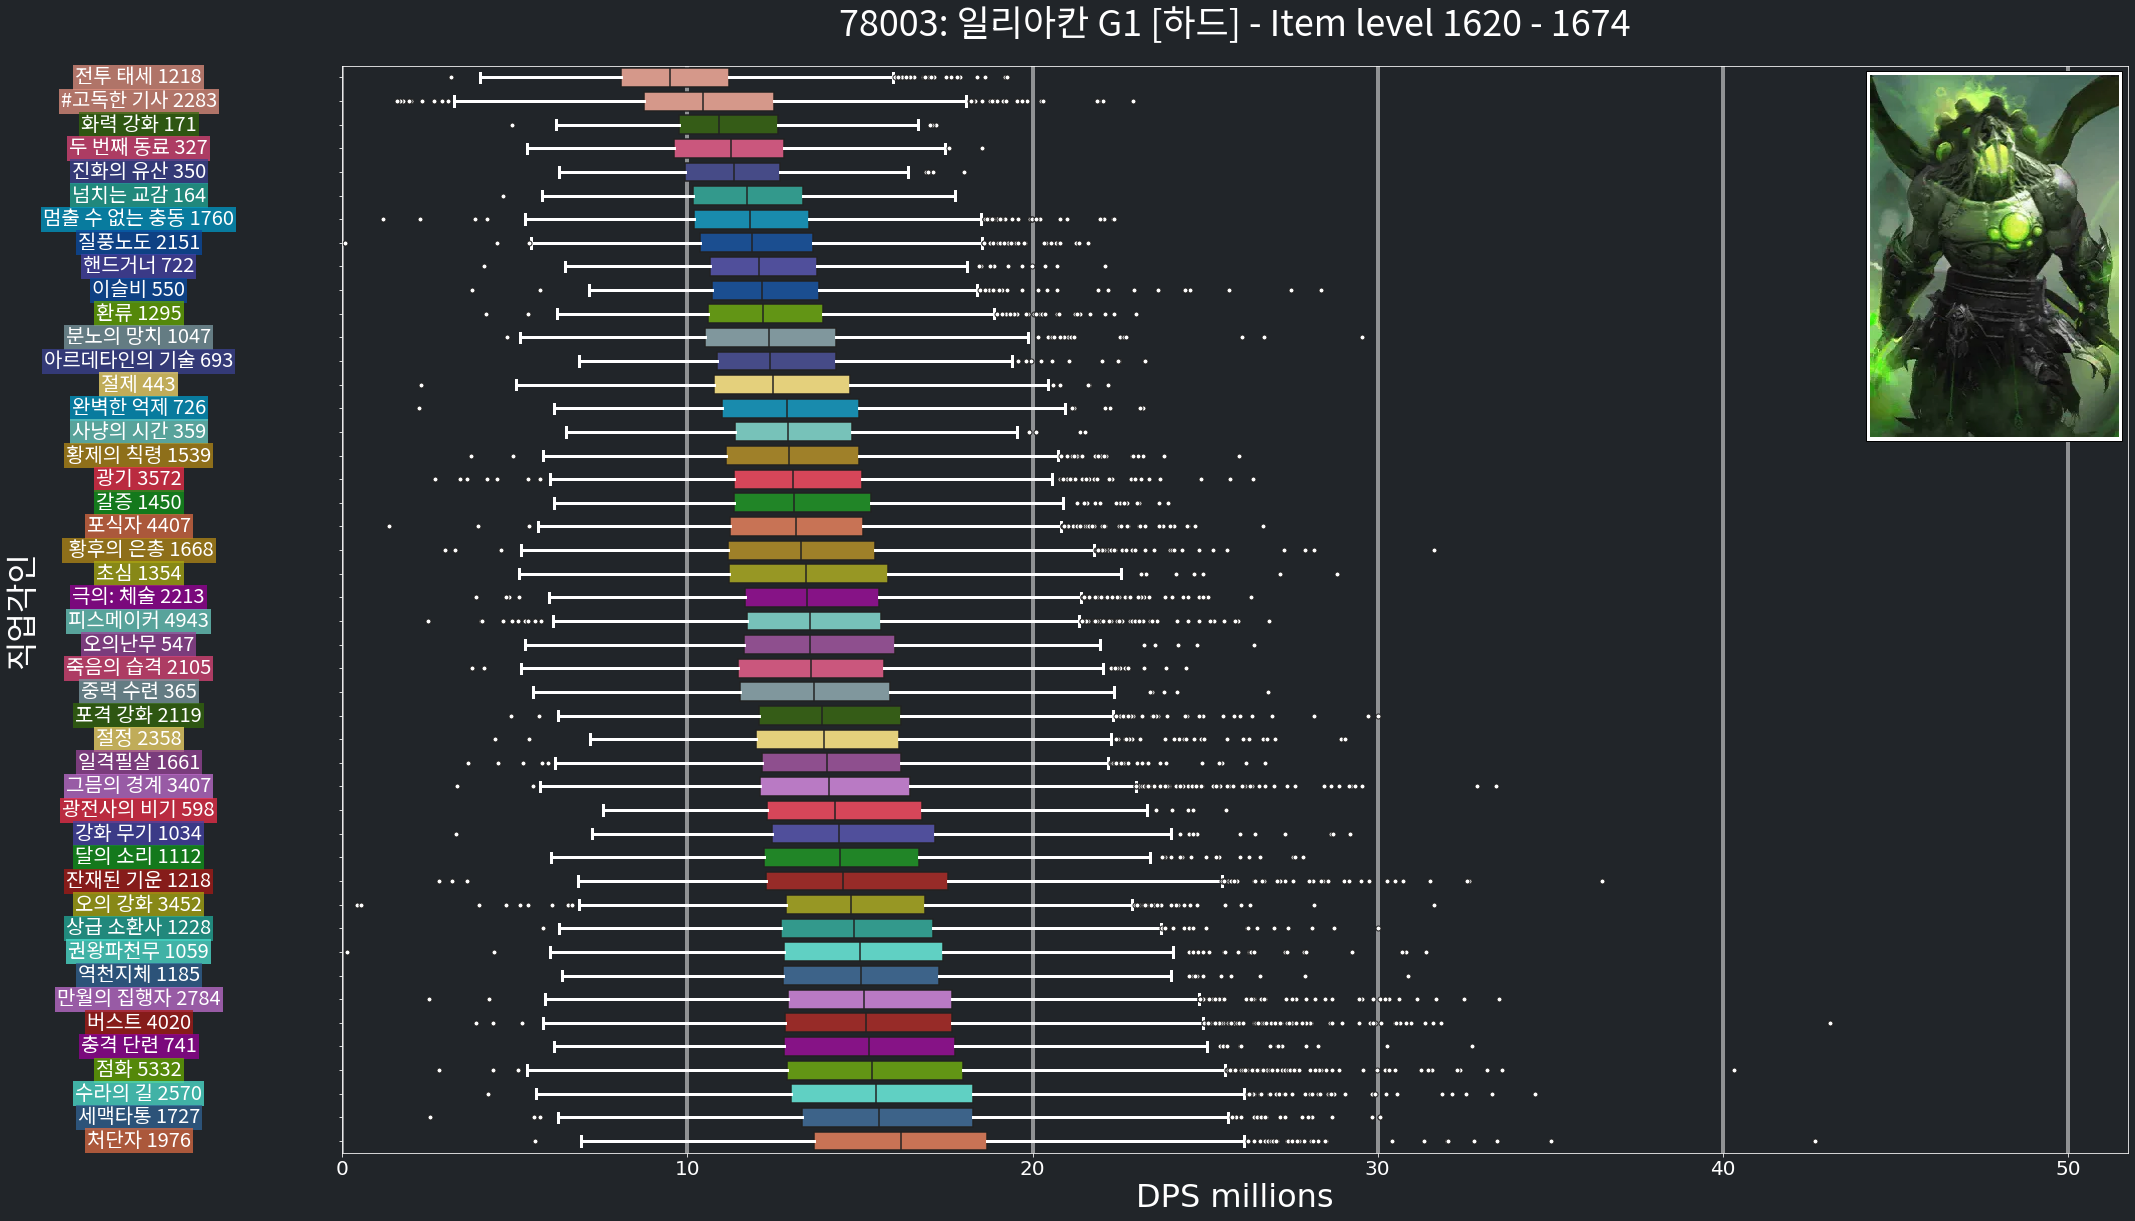 78003: 일리아칸 G1 [하드] - Item level 1620 - 1674
전투 태세 1218
#고독한 기사 2283
화력 강화 171
두 번째 동료 327
진화의 유산 350
넘치는 교감 164
멈출 수 없는 충동 1760
질풍노도 2151
핸드거너 722
이슬비 550
환류 1295
분노의 망치 1047
아르데타인의 기술 693
절제 443
완벽한 억제 726
사냥의 시간 359
황제의 칙령 1539
광기 3572
갈증 1450
포식자 4407
황후의 은총 1668
초심 1354
극의: 체술 2213
피스메이커 4943
오의난무 547
죽음의 습격 2105
중력 수련 365
포격 강화 2119
절정 2358
일격필살 1661
그믐의 경계 3407
광전사의 비기 598
강화 무기 1034
달의 소리 1112
잔재된 기운 1218
오의 강화 3452
상급 소환사 1228
권왕파천무 1059
역천지체 1185
만월의 집행자 2784
버스트 4020
충격 단련 741
점화 5332
수라의 길 2570
세맥타통 1727
처단자 1976
직업각인
0 10 20 30 40 50
DPS millions